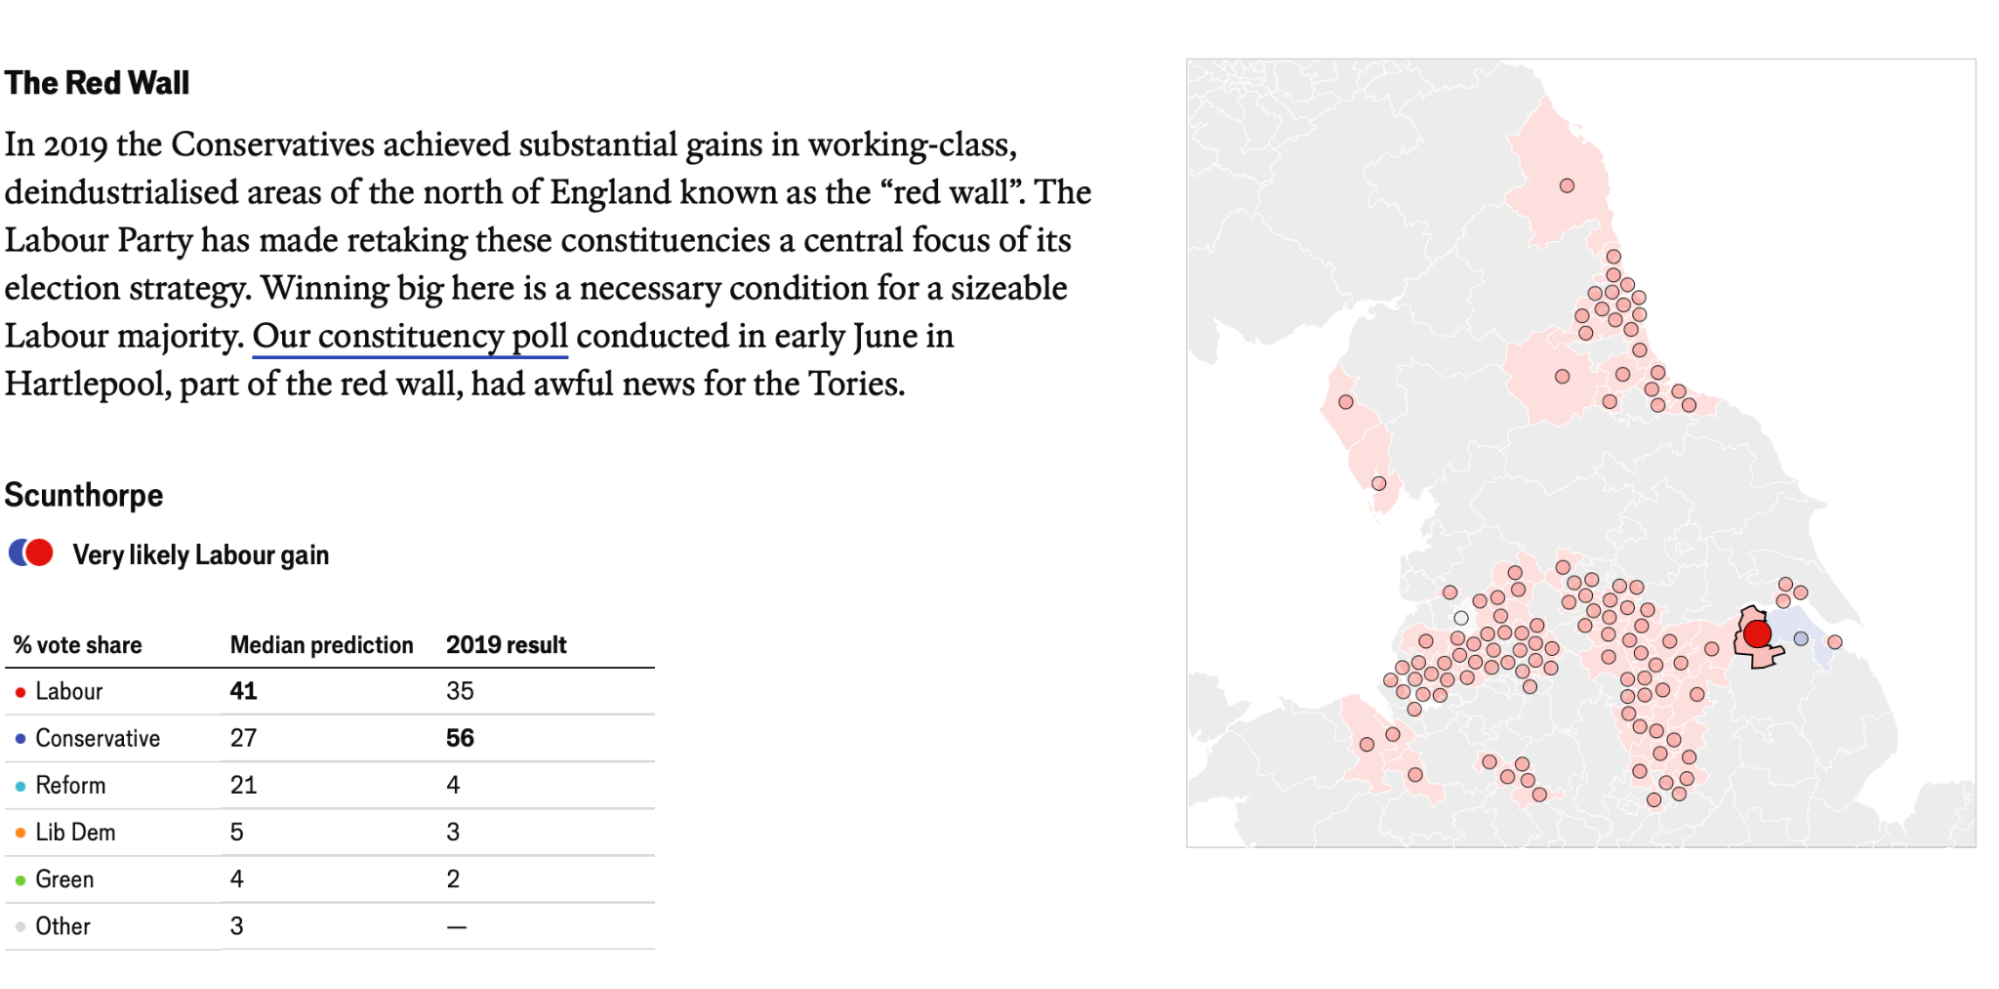 The Red Wall
In 2019 the Conservatives achieved substantial gains in working-class,
deindustrialised areas of the north of England known as the “red wall”. The
Labour Party has made retaking these constituencies a central focus of its
election strategy. Winning big here is a necessary condition for a sizeable
Labour majority. Our constituency poll conducted in early June in
Hartlepool, part of the red wall, had awful news for the Tories.
Scunthorpe
Very likely Labour gain
% vote share Median prediction 2019 result
Labour 41 35
Conservative 27 56
Reform 21 4
Lib Dem 5 3
Green 4 2
Other 3 —